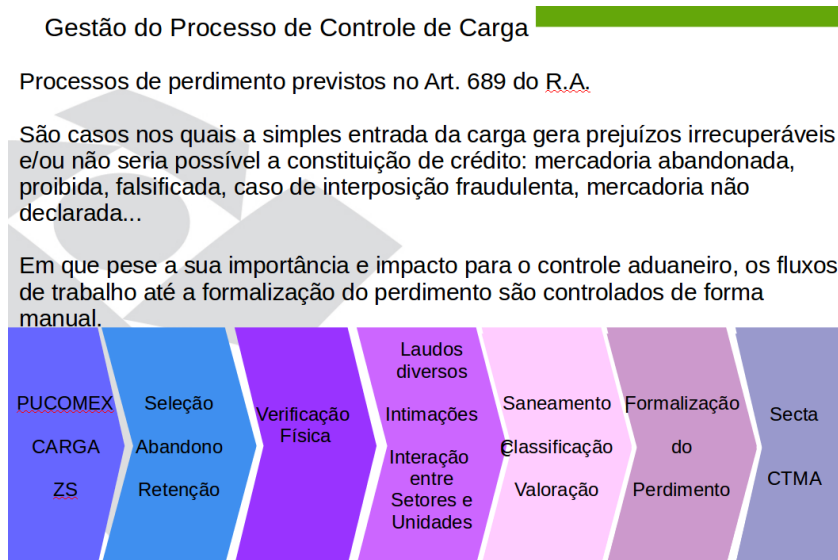 Gestão do Processo de Controle de Carga
Processos de perdimento previstos no Art. 689 do R.A.
São casos nos quais a simples entrada da carga gera prejuízos irrecuperáveis
e/ou não seria possível a constituição de crédito: mercadoria abandonada,
proibida, falsificada, caso de interposição fraudulenta, mercadoria não
declarada...
Em que pese a sua importância e impacto para o controle aduaneiro, os fluxos
de trabalho até a formalização do perdimento são controlados de forma
manual.
PUCOMEX
CARGA
ZS
Seleção
Abandono
Retenção
Verificação
Física
Laudos
diversos
Intimações
Interação
entre
Setores e
Unidades
Saneamento
Classificação
Valoração
Formalização
do
Perdimento
Secta
CTMA